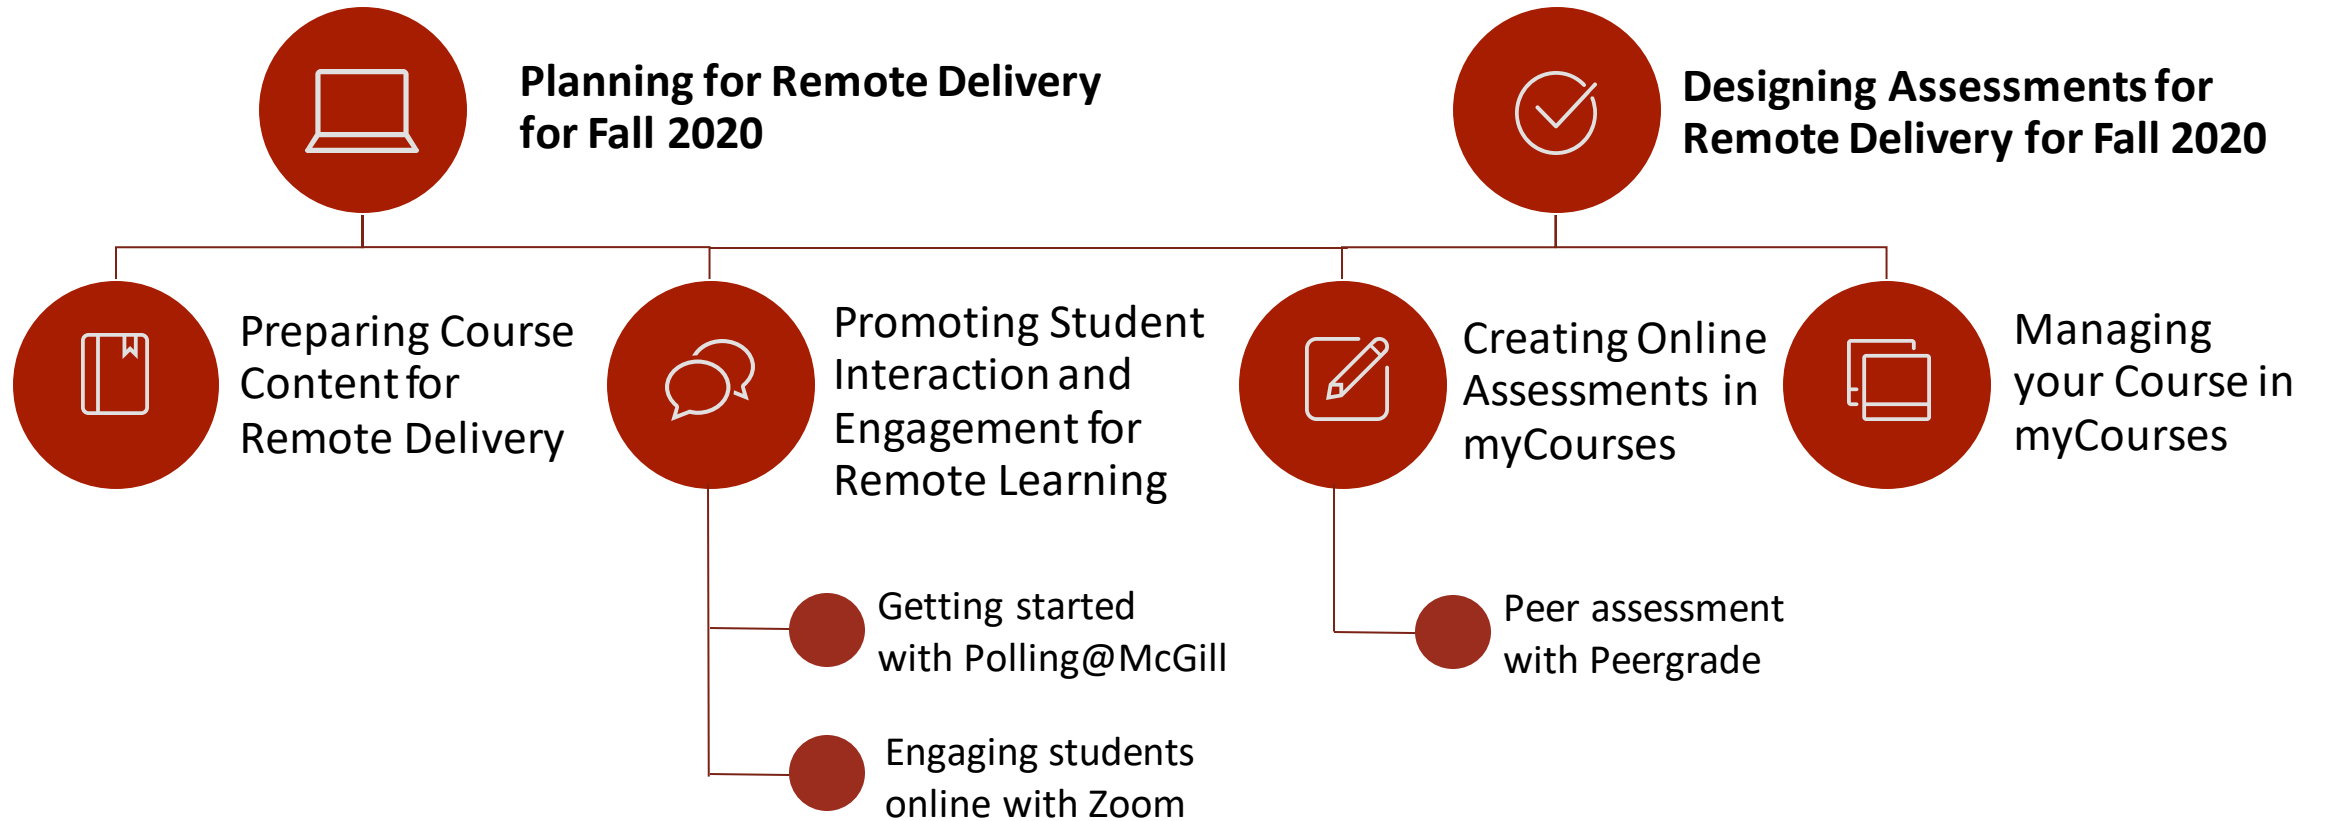 Planning for Remote Delivery
for Fall 2020
Designing Assessments for
Remote Delivery for Fall 2020
Preparing Course
Content for
Remote Delivery
Promoting Student
Interaction and
Engagement for
Remote Learning
Creating Online
Assessments in
myCourses
Managing
your Course in
myCourses
Getting started
with Polling@McGill
Peer assessment
with Peergrade
Engaging students
online with Zoom